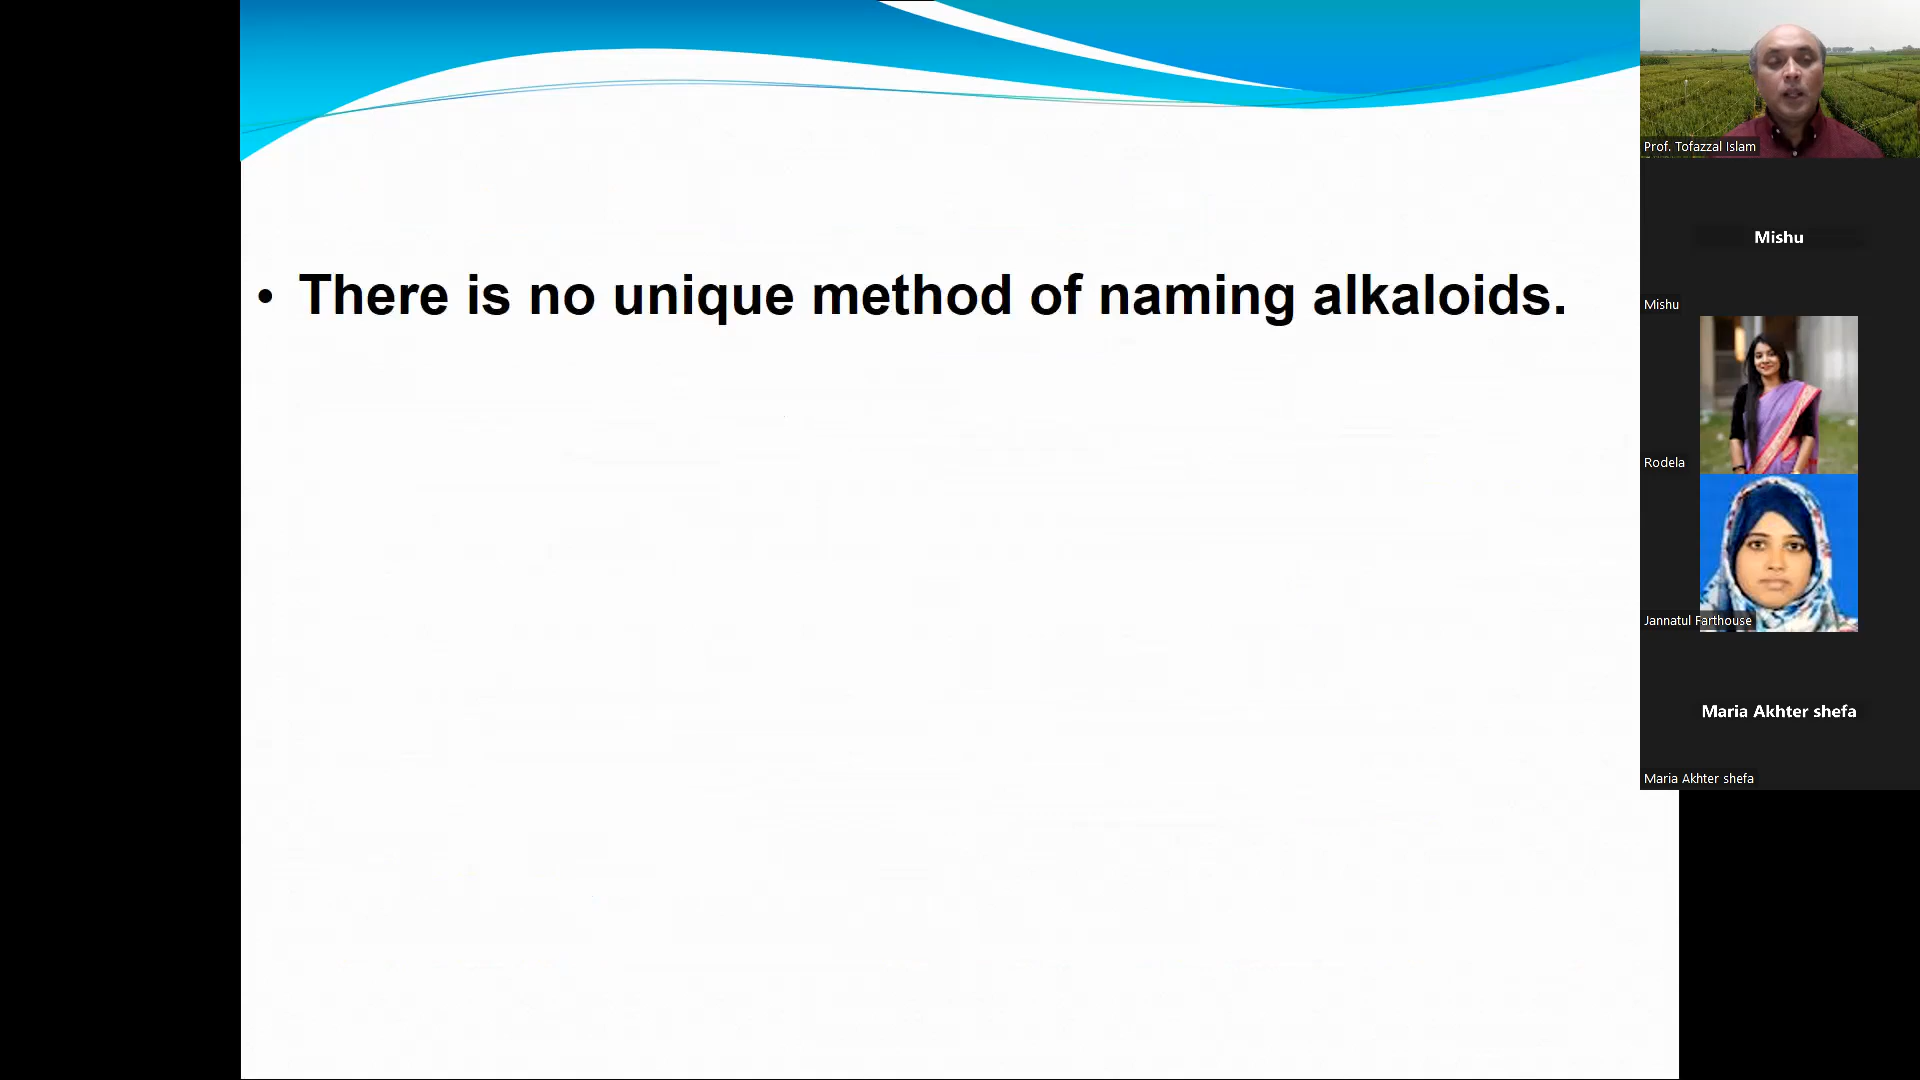 • There is no unique method of naming alkaloids.
Prof. Tofazzal Islam
Mishu
Mishu
Rodela
Jannatul Farthouse
Maria Akhter shefa
Maria Akhter shefa